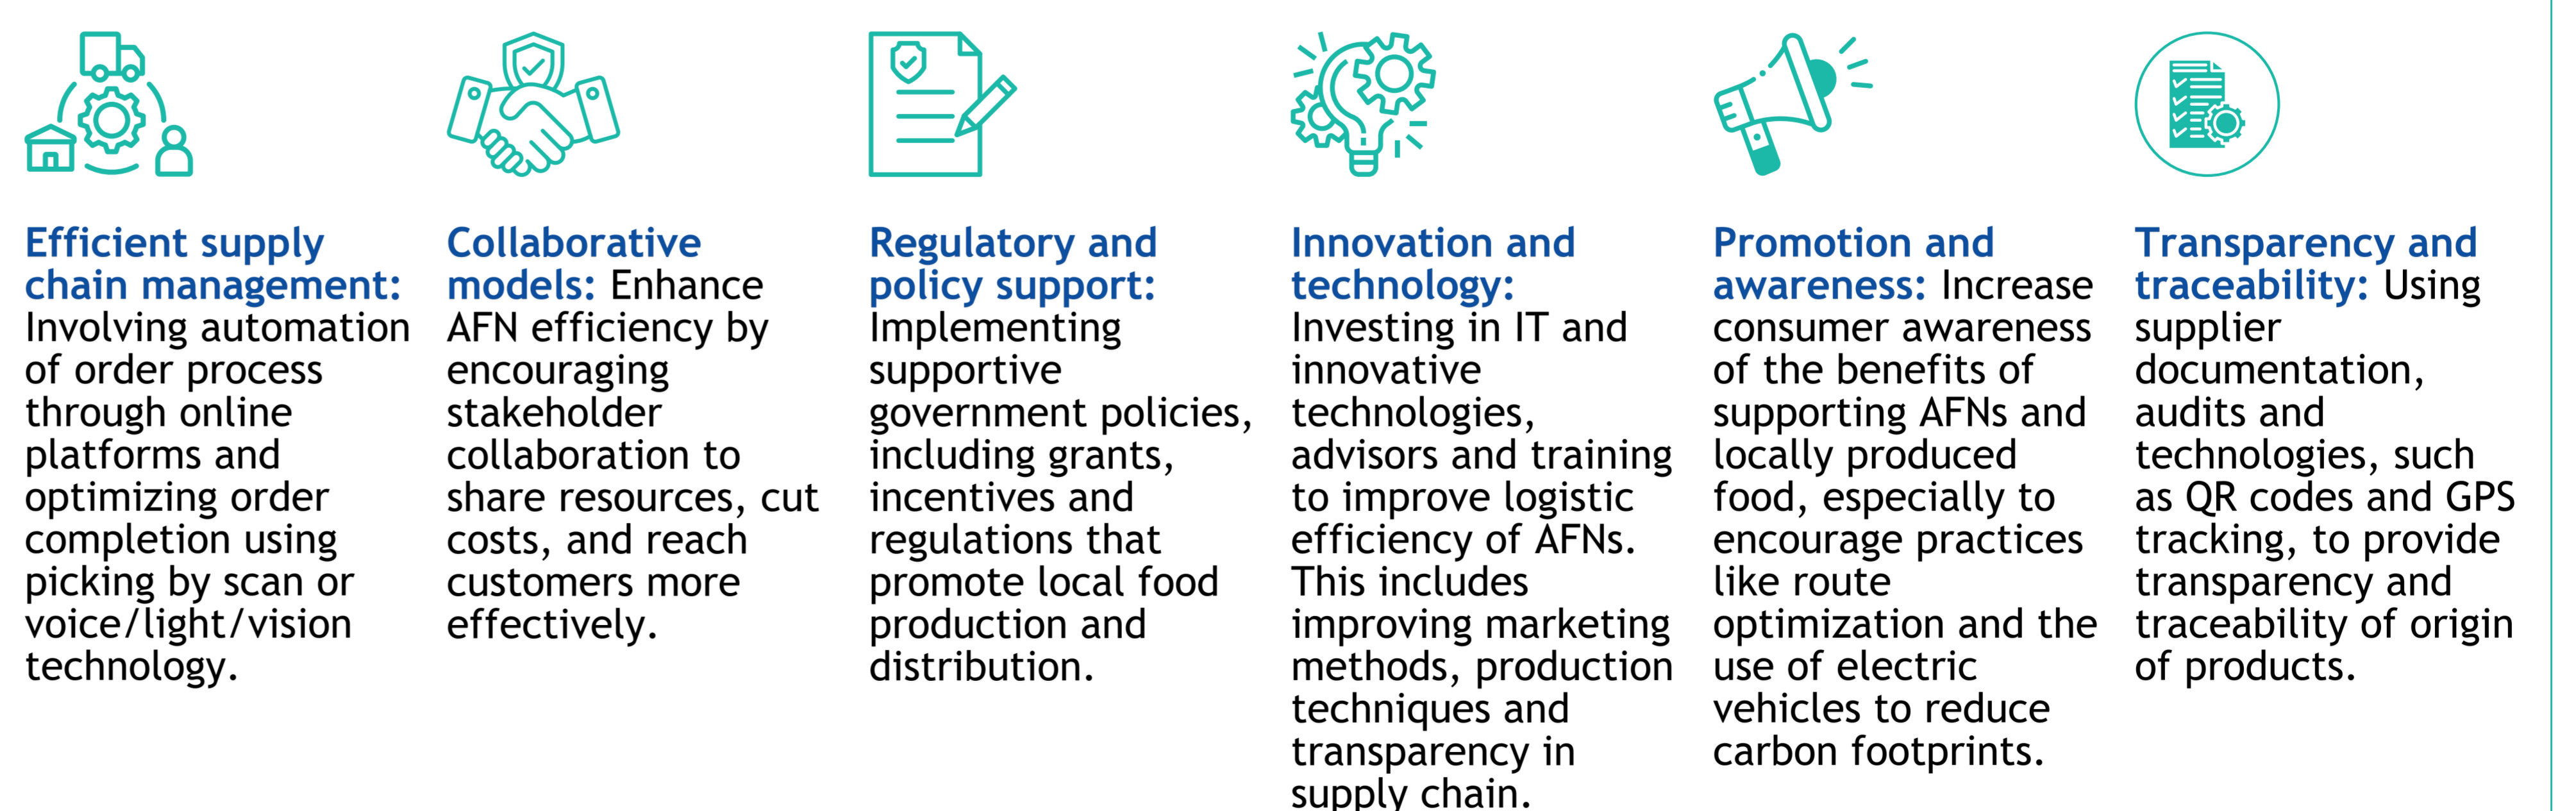 Efficient supply
chain management:
Involving automation
of order process
through online
platforms and
optimizing order
completion using
picking by scan or
voice/light/vision
technology.
Collaborative
models: Enhance
AFN efficiency by
encouraging
stakeholder
collaboration to
share resources, cut
costs, and reach
customers more
effectively.
Regulatory and
policy support:
Implementing
supportive
government policies,
including grants,
incentives and
regulations that
promote local food
production and
distribution.
Innovation and
technology:
Investing in IT and
innovative
technologies,
advisors and training
to improve logistic
efficiency of AFNs.
This includes
improving marketing
methods, production
techniques and
transparency in
supply chain.
Promotion and
awareness: Increase
consumer awareness
of the benefits of
supporting AFNs and
locally produced
food, especially to
encourage practices
like route
optimization and the
use of electric
vehicles to reduce
carbon footprints.
Transparency and
traceability: Using
supplier
documentation,
audits and
technologies, such
as QR codes and GPS
tracking, to provide
transparency and
traceability of origin
of products.